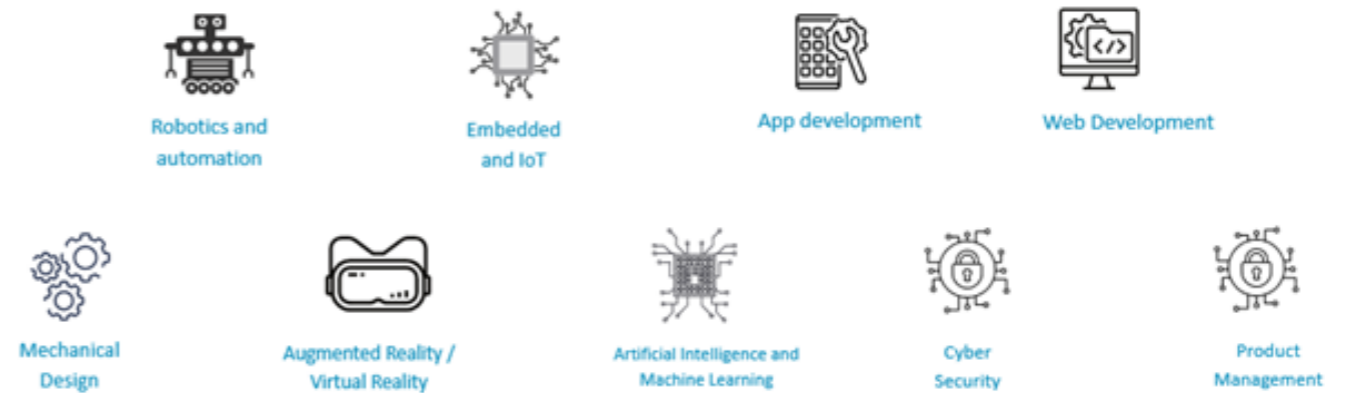 Robotics and
automation
Embedded
and IoT
App development
Web Development
Mechanical
Design
Augmented Reality /
Virtual Reality
Artificial Intelligence and
Machine Learning
Cyber
Security
Product
Management